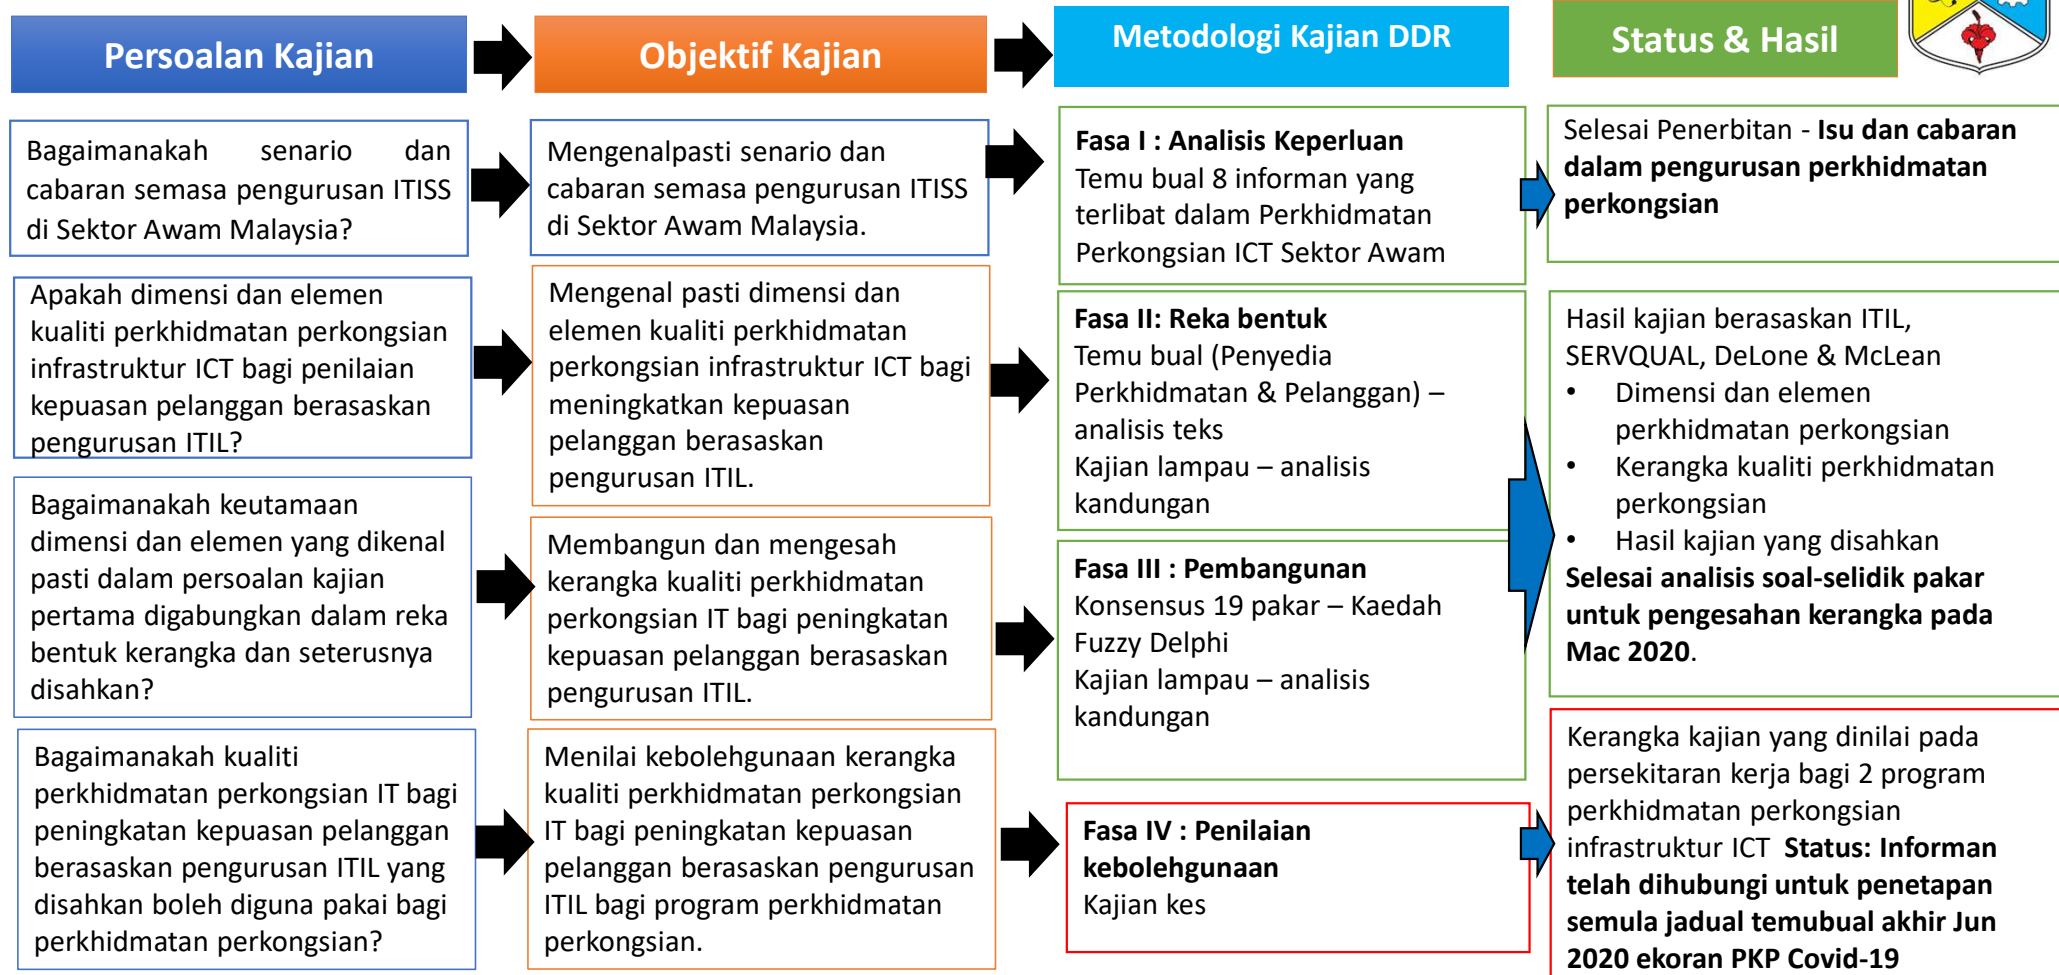 Persoalan Kajian
Objektif Kajian
Metodologi Kajian DDR
Status & Hasil
Bagaimanakah senario dan
cabaran semasa pengurusan ITISS
di Sektor Awam Malaysia?
Mengenalpasti senario dan
cabaran semasa pengurusan ITISS
di Sektor Awam Malaysia.
Fasa I : Analisis Keperluan
Temu bual 8 informan yang
terlibat dalam Perkhidmatan
Perkongsian ICT Sektor Awam
Selesai Penerbitan - Isu dan cabaran
dalam pengurusan perkhidmatan
perkongsian
Apakah dimensi dan elemen
kualiti perkhidmatan perkongsian
infrastruktur ICT bagi penilaian
kepuasan pelanggan berasaskan
pengurusan ITIL?
Mengenal pasti dimensi dan
elemen kualiti perkhidmatan
perkongsian infrastruktur ICT bagi
meningkatkan kepuasan
pelanggan berasaskan
pengurusan ITIL.
Fasa II: Reka bentuk
Temu bual (Penyedia
Perkhidmatan & Pelanggan) –
analisis teks
Kajian lampau – analisis
kandungan
Hasil kajian berasaskan ITIL,
SERVQUAL, DeLone & McLean
• Dimensi dan elemen
perkhidmatan perkongsian
• Kerangka kualiti perkhidmatan
perkongsian
• Hasil kajian yang disahkan
Selesai analisis soal-selidik pakar
untuk pengesahan kerangka pada
Mac 2020.
Bagaimanakah keutamaan
dimensi dan elemen yang dikenal
pasti dalam persoalan kajian
pertama digabungkan dalam reka
bentuk kerangka dan seterusnya
disahkan?
Membangun dan mengesah
kerangka kualiti perkhidmatan
perkongsian IT bagi peningkatan
kepuasan pelanggan berasaskan
pengurusan ITIL.
Fasa III : Pembangunan
Konsensus 19 pakar – Kaedah
Fuzzy Delphi
Kajian lampau – analisis
kandungan
Bagaimanakah kualiti
perkhidmatan perkongsian IT bagi
peningkatan kepuasan pelanggan
berasaskan pengurusan ITIL yang
disahkan boleh diguna pakai bagi
perkhidmatan perkongsian?
Menilai kebolehgunaan kerangka
kualiti perkhidmatan perkongsian
IT bagi peningkatan kepuasan
pelanggan berasaskan pengurusan
ITIL bagi program perkhidmatan
perkongsian.
Fasa IV : Penilaian
kebolehgunaan
Kajian kes
Kerangka kajian yang dinilai pada
persekitaran kerja bagi 2 program
perkhidmatan perkongsian
infrastruktur ICT Status: Informan
telah dihubungi untuk penetapan
semula jadual temubual akhir Jun
2020 ekoran PKP Covid-19